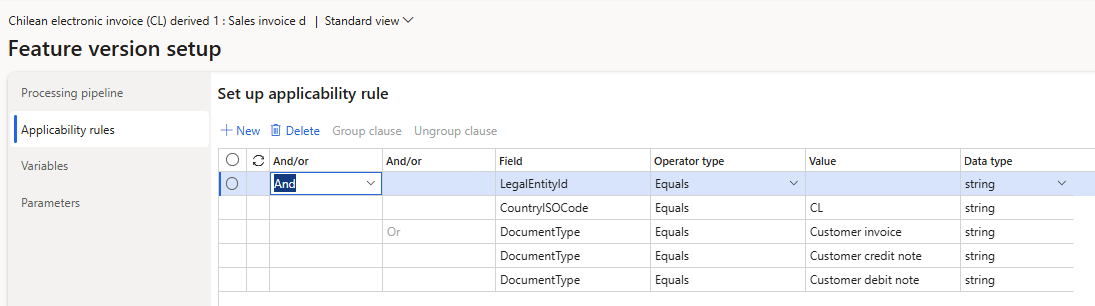 Chilean electronic invoice (CL) derived 1 : Sales invoice d | Standard view
Feature version setup
Processing pipeline
Applicability rules
Variables
Parameters
Set up applicability rule
New Delete Group clause Ungroup clause
And/or And/or Field Operator type Value Data type
And LegalEntityId Equals string
CountryISOCode Equals CL string
Or DocumentType Equals Customer invoice string
DocumentType Equals Customer credit note string
DocumentType Equals Customer debit note string